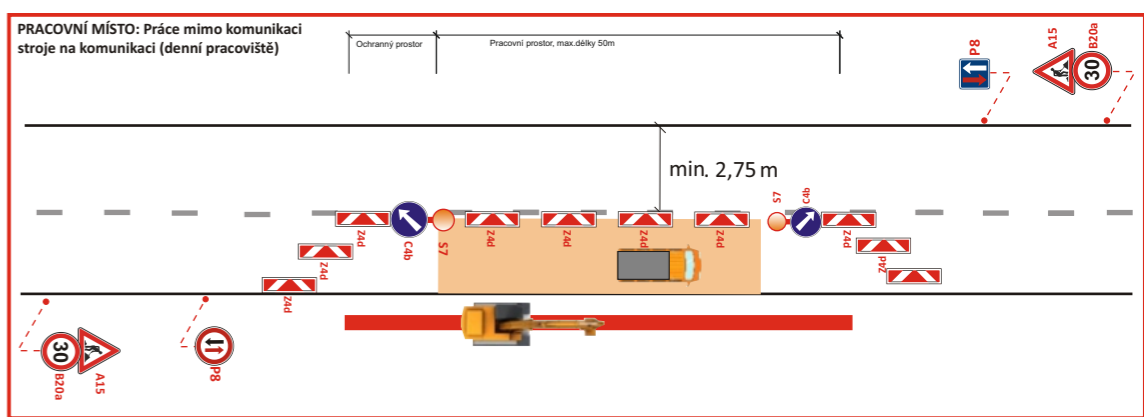 PRACOVNÍ MÍSTO: Práce mimo komunikaci
stroje na komunikaci (denní pracoviště)
Ochranný prostor
Pracovní prostor, max.délky 50m
P8
A15
B20a
30
min. 2,75 m
Z4d
C4b
S7
Z4d
Z4d
Z4d
Z4d
S7
C4b
Z4d
Z4d
Z4d
Z4d
30
B20a
A15
P8